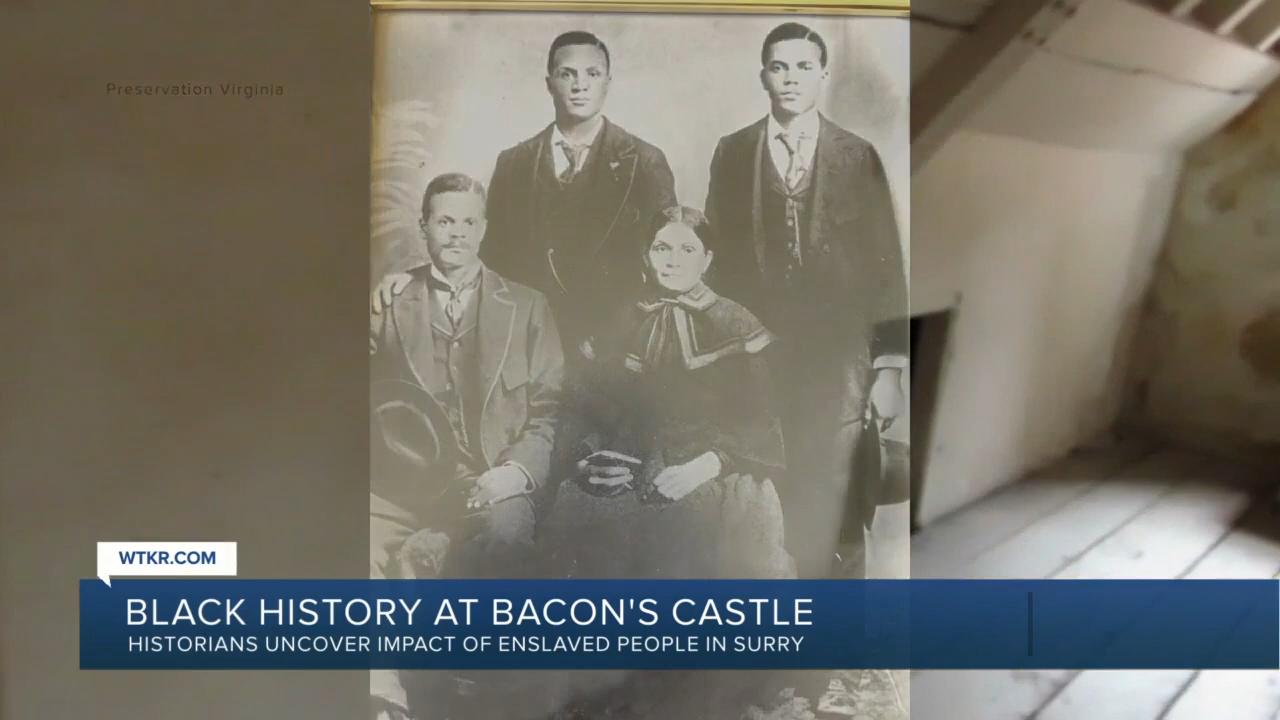 Preservation Virginia
WTKR.COM
BLACK HISTORY AT BACON'S CASTLE
HISTORIANS UNCOVER IMPACT OF ENSLAVED PEOPLE IN SURRY